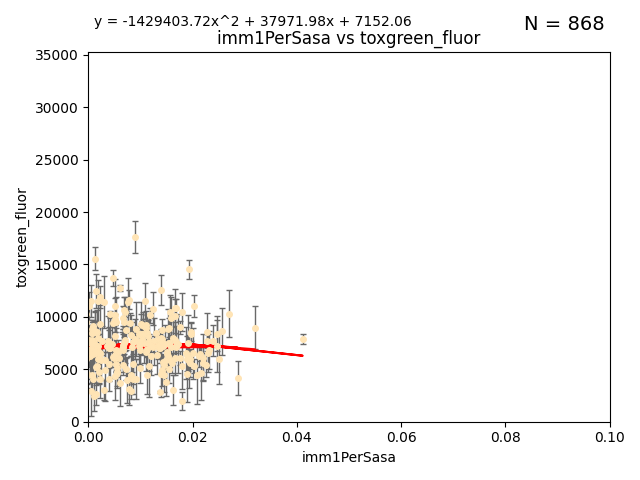 y = -1429403.72x^2 + 37971.98x + 7152.06
N = 868
imm1PerSasa vs toxgreen_fluor
35000
30000
25000
20000
15000
10000
5000
0
toxgreen_fluor
0.00 0.02 0.04 0.06 0.08 0.10
imm1PerSasa